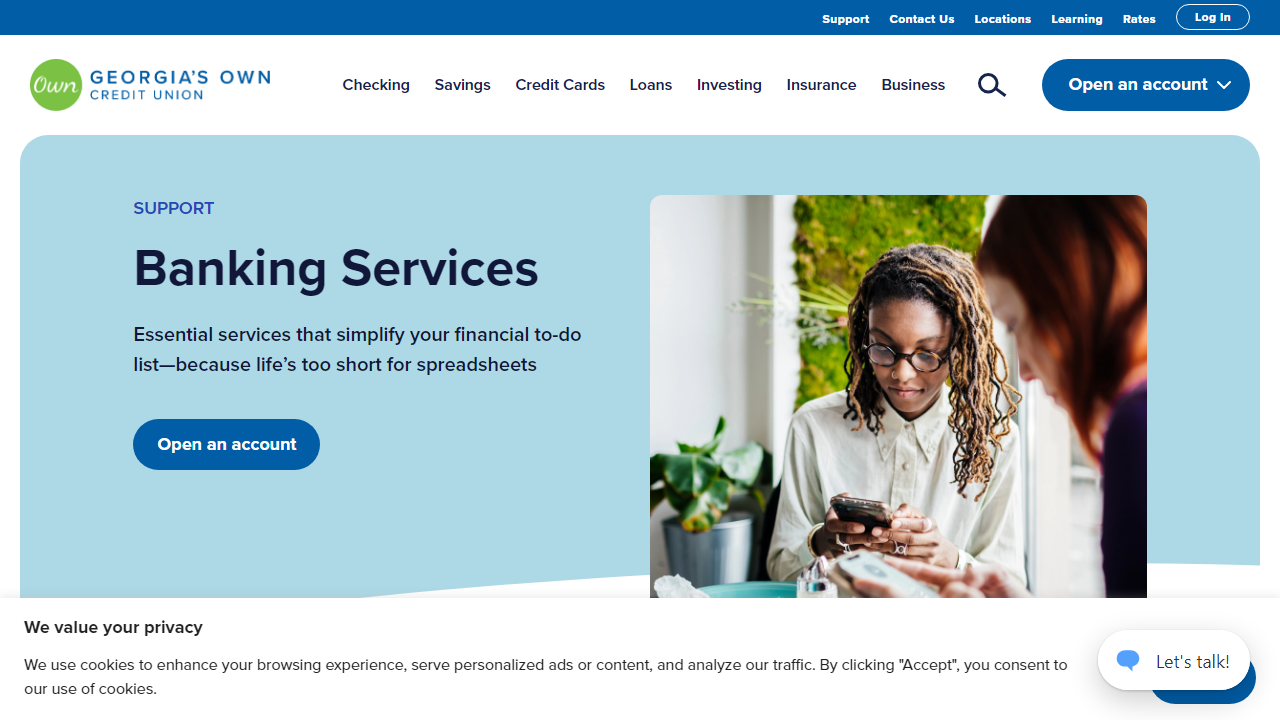 Support Contact Us Locations Learning Rates Log In
Own GEORGIA'S OWN
CREDIT UNION
Checking Savings Credit Cards Loans Investing Insurance Business Open an account
SUPPORT
Banking Services
Essential services that simplify your financial to-do
list—because life’s too short for spreadsheets
Open an account
We value your privacy
We use cookies to enhance your browsing experience, serve personalized ads or content, and analyze our traffic. By clicking "Accept", you consent to
our use of cookies.
Let's talk!